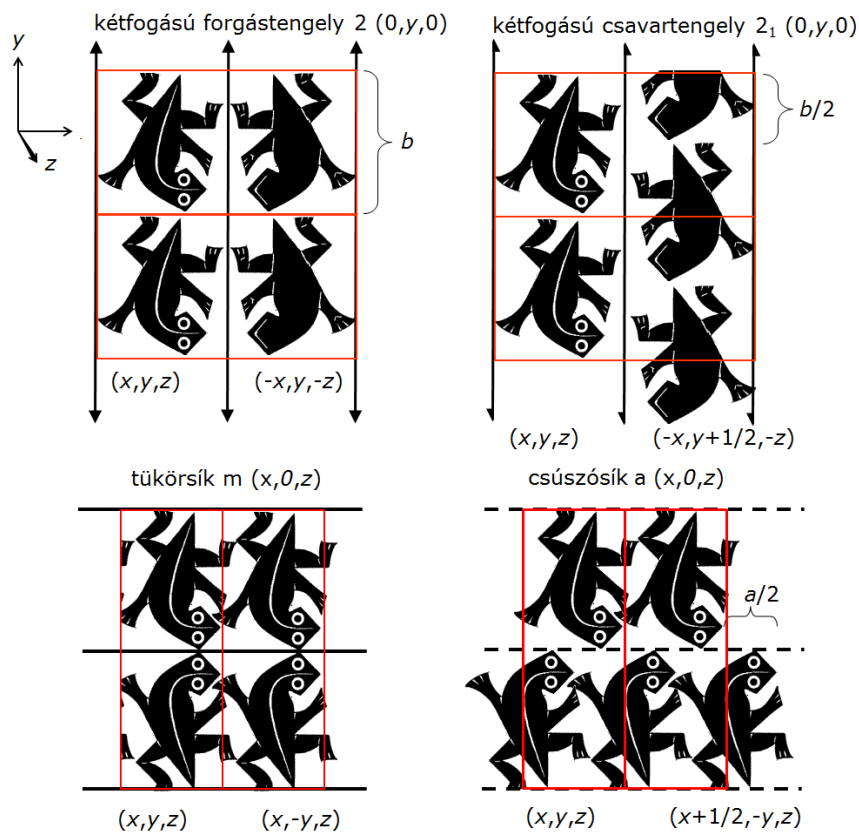 kétfogású forgástengely 2 (0,y,0)
y
z
b
(x,y,z)
(-x,y,-z)
kétfogású csavartengely 2₁ (0,y,0)
b/2
(x,y,z)
(-x,y+1/2,-z)
tükörsík m (x,0,z)
(x,y,z)
(x,-y,z)
csúszósík a (x,0,z)
a/2
(x,y,z)
(x+1/2,-y,z)